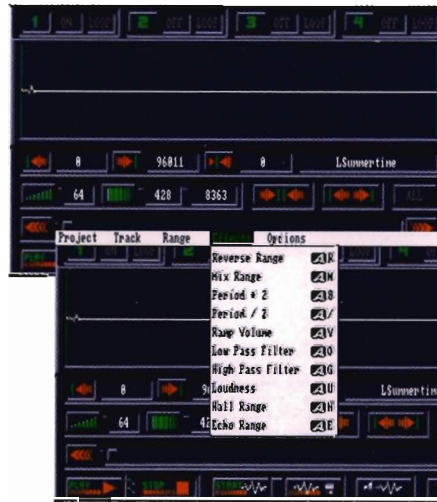 1 ON LOOP 2 OFF LOOP 3 OFF LOOP 4 OFF LOOP
0 96011 0 LSummertime
64 428 8363 ALL
PLAY
Project Track Range Effects Options
Reverse Range R
Mix Range M
Period * 2 8
Period / 2 /
Ramp Volume V
Low Pass Filter O
High Pass Filter G
Loudness U
Hall Range H
Echo Range E
0 LSummertime
64
PLAY STOP